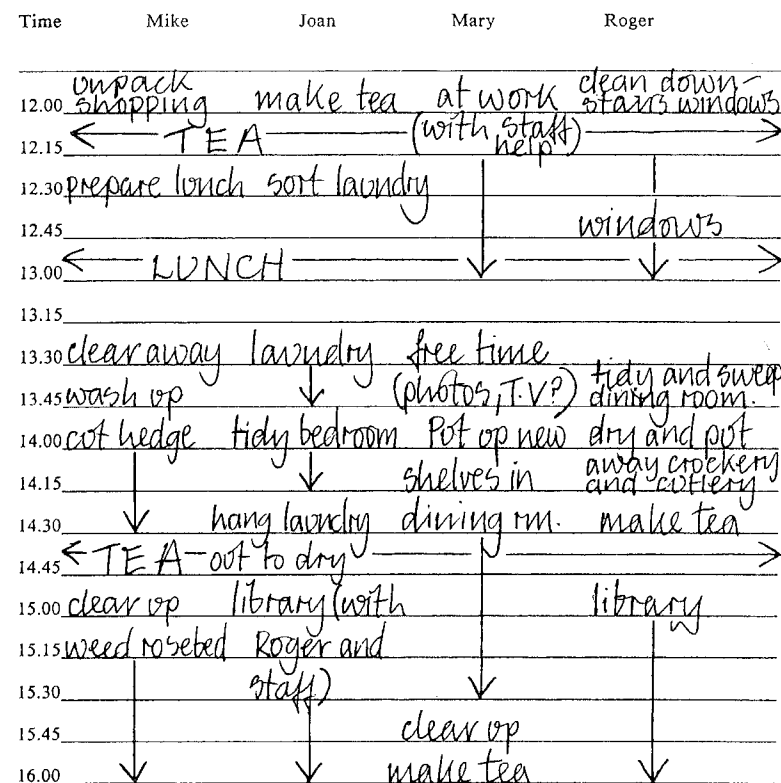 Time Mike Joan Mary Roger
unpack clean down-
12.00 shopping make tea at work stairs windows
TEA (with staff
12.15 help)
12.30 prepare lunch sort laundry
12.45 windows
13.00 LUNCH
13.15
13.30 clear away laundry free time
13.45 wash up (photos, T.V?) tidy and sweep dining room.
14.00 cut hedge tidy bedroom Put up new dry and put
14.15 shelves in away crockery and cutlery
14.30 hang laundry dining rm. make tea
14.45 TEA out to dry
15.00 clear up library (with library
15.15 weed rosebed Roger and
15.30 staff)
15.45 clear up
16.00 make tea